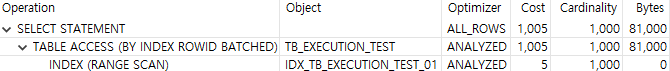 Operation Object Optimizer Cost Cardinality Bytes
SELECT STATEMENT ALL_ROWS 1,005 1,000 81,000
TABLE ACCESS (BY INDEX ROWID BATCHED) TB_EXECUTION_TEST ANALYZED 1,005 1,000 81,000
INDEX (RANGE SCAN) IDX_TB_EXECUTION_TEST_01 ANALYZED 5 1,000 0